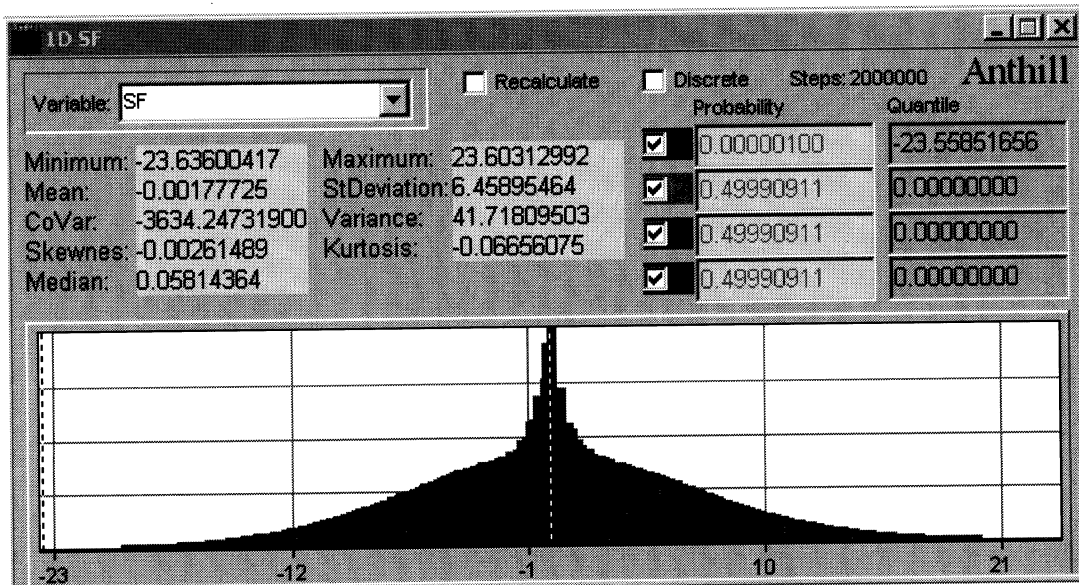 1D SF
Variable: SF
Recalculate
Discrete
Steps: 2000000
Anthill
Probability Quantile
0.00000100 -23.55851656
0.49990911 0.00000000
0.49990911 0.00000000
0.49990911 0.00000000
Minimum: -23.63600417 Maximum: 23.60312992
Mean: -0.00177725 StDeviation: 6.45895464
CoVar: -3634.24731900 Variance: 41.71809503
Skewnes: -0.00261489 Kurtosis: -0.06656075
Median: 0.05814364
-23 -12 -1 10 21